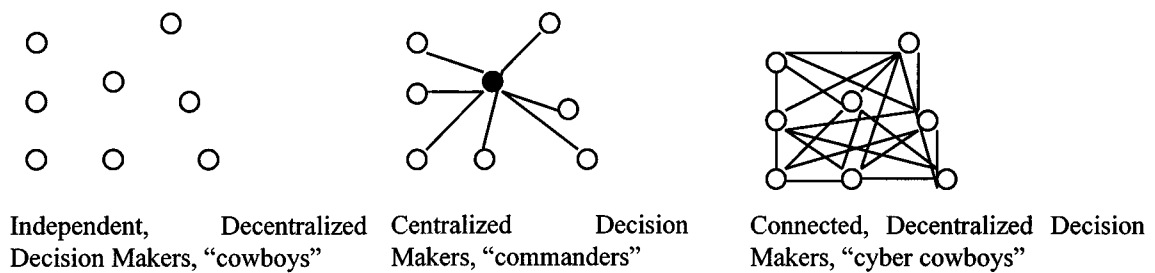 Independent, Decentralized
Decision Makers, “cowboys”
Centralized Decision
Makers, “commanders”
Connected, Decentralized Decision
Makers, “cyber cowboys”